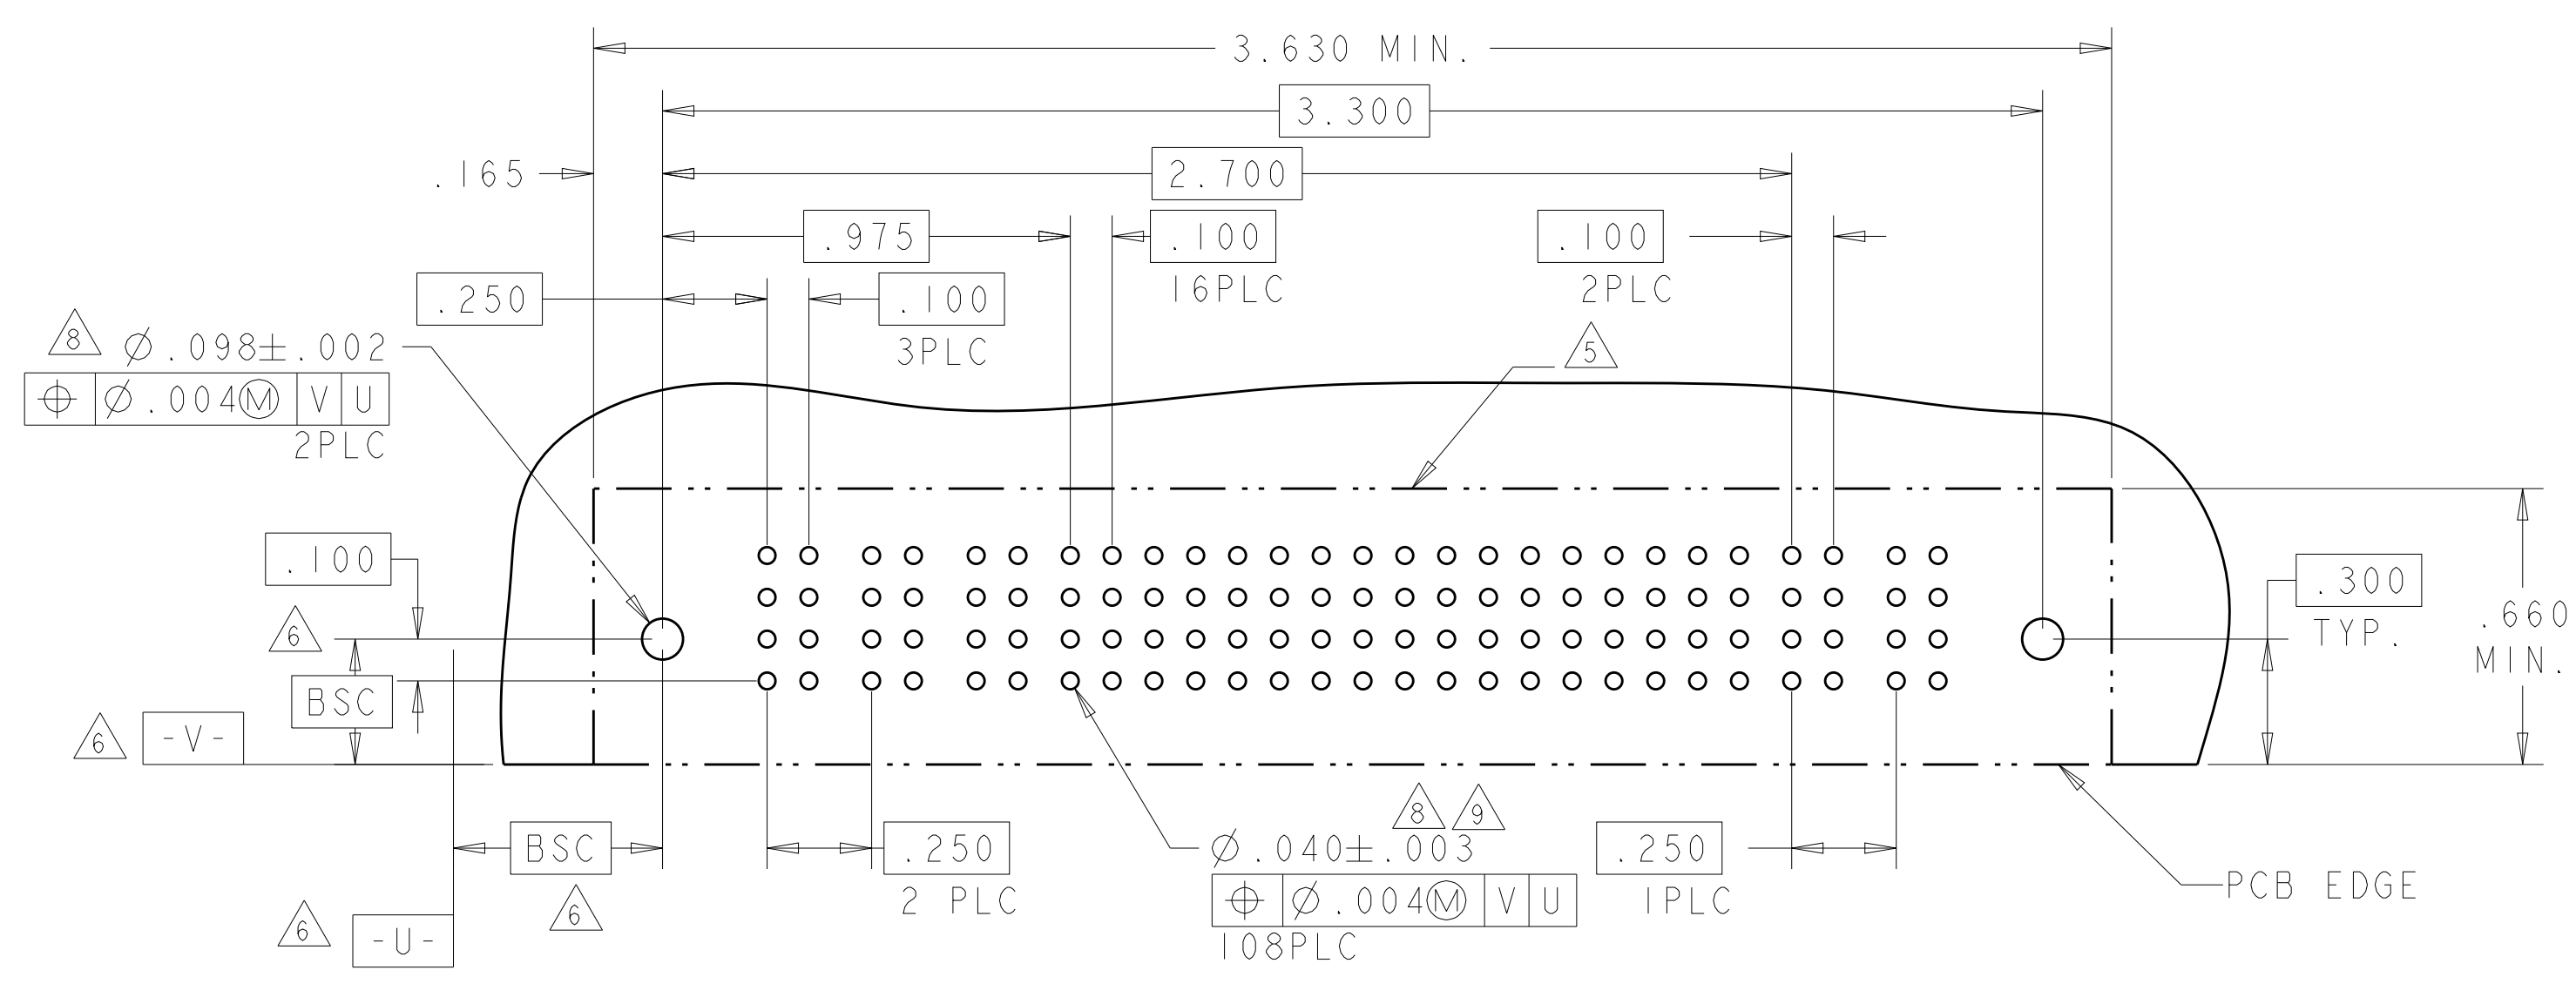 3.630 MIN.
3.300
.165
2.700
.975
.100
16PLC
.100
2PLC
.250
.100
3PLC
8
Ø.098±.002
⌖ Ø.004Ⓜ V U
2PLC
5
.100
6
BSC
6
-V-
.300
TYP.
.660
MIN.
BSC
6
6
-U-
.250
2 PLC
8 9
Ø.040±.003
⌖ Ø.004Ⓜ V U
108PLC
.250
1PLC
PCB EDGE